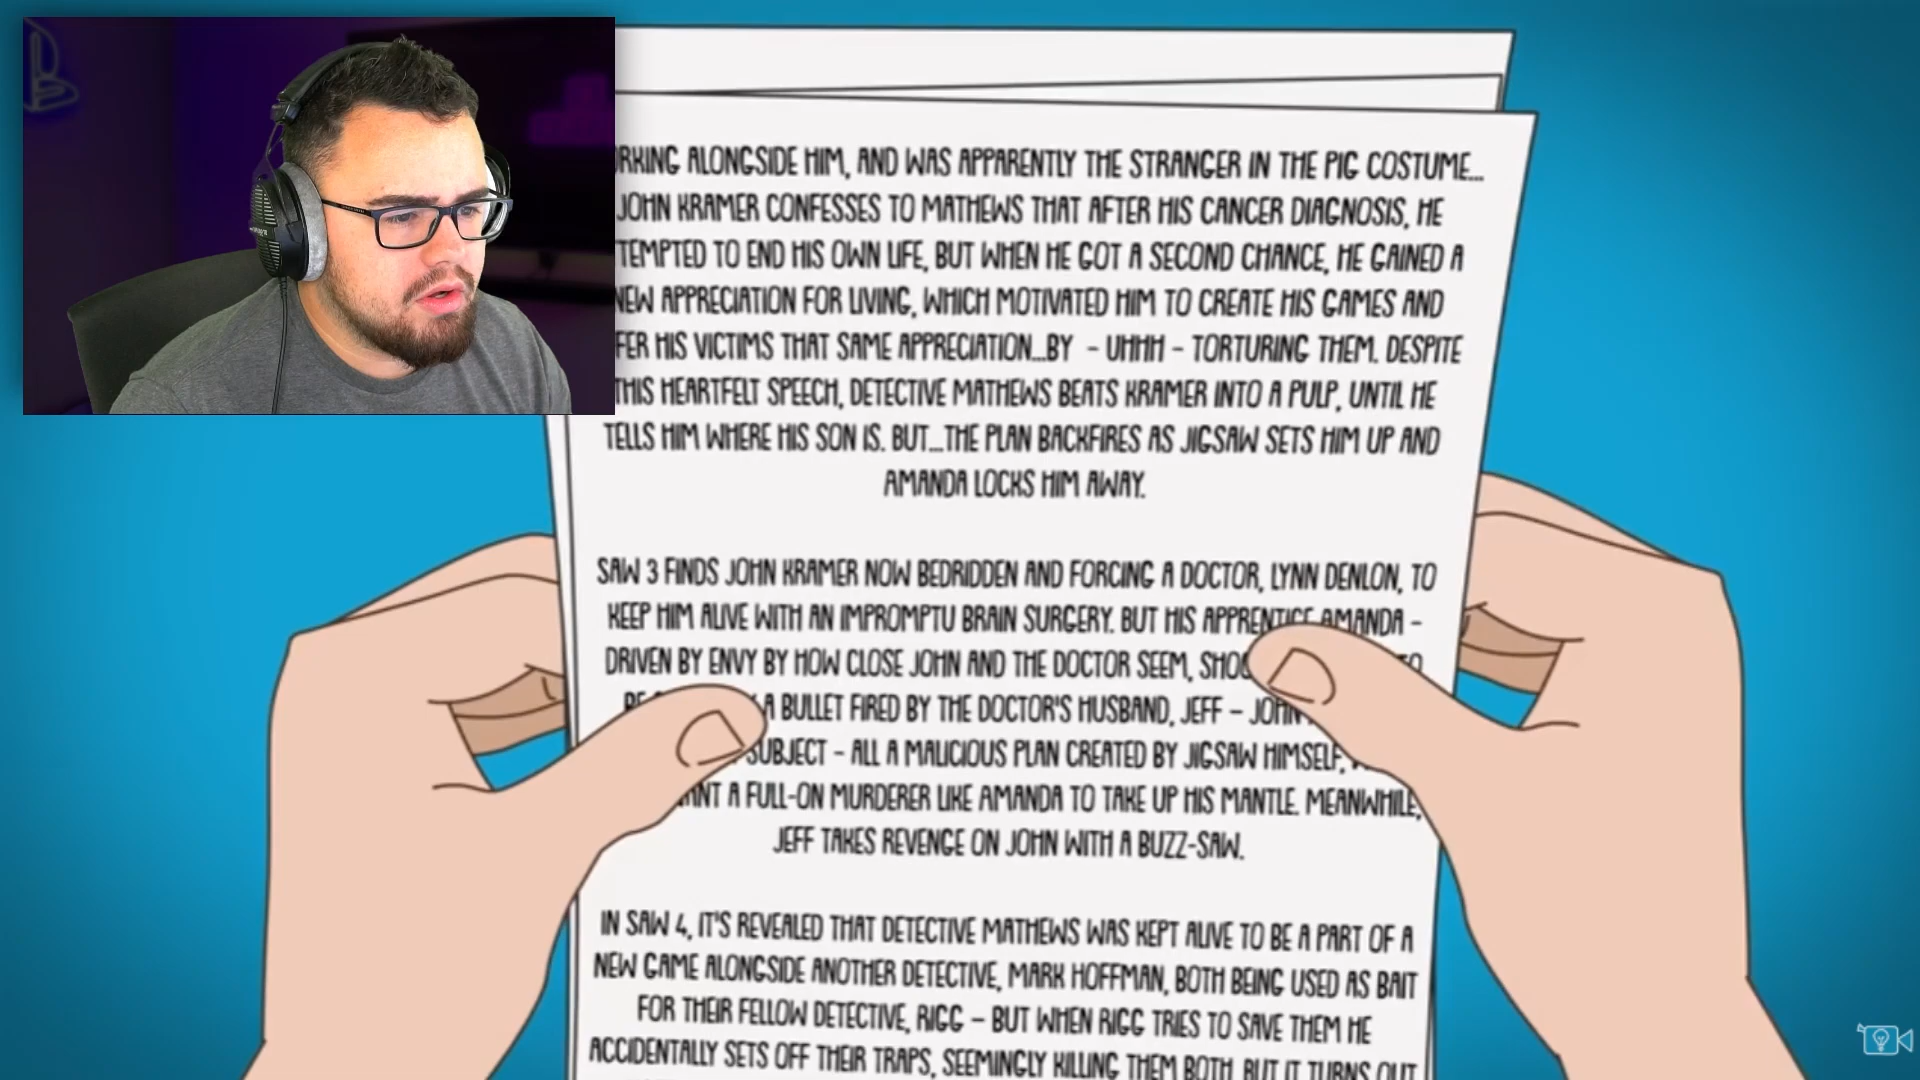 ORKING ALONGSIDE HIM, AND WAS APPARENTLY THE STRANGER IN THE PIG COSTUME...
JOHN KRAMER CONFESSES TO MATHEWS THAT AFTER HIS CANCER DIAGNOSIS, HE
TEMPTED TO END HIS OWN LIFE, BUT WHEN HE GOT A SECOND CHANCE, HE GAINED A
NEW APPRECIATION FOR LIVING, WHICH MOTIVATED HIM TO CREATE HIS GAMES AND
FER HIS VICTIMS THAT SAME APPRECIATION...BY - UHHH - TORTURING THEM. DESPITE
THIS HEARTFELT SPEECH, DETECTIVE MATHEWS BEATS KRAMER INTO A PULP, UNTIL HE
TELLS HIM WHERE HIS SON IS. BUT...THE PLAN BACKFIRES AS JIGSAW SETS HIM UP AND
AMANDA LOCKS HIM AWAY.
SAW 3 FINDS JOHN KRAMER NOW BEDRIDDEN AND FORCING A DOCTOR, LYNN DENLON, TO
KEEP HIM ALIVE WITH AN IMPROMPTU BRAIN SURGERY. BUT HIS APPRENTICE AMANDA -
DRIVEN BY ENVY BY HOW CLOSE JOHN AND THE DOCTOR SEEM, SHOO TO
A BULLET FIRED BY THE DOCTOR'S HUSBAND, JEFF - JOHN
SUBJECT - ALL A MALICIOUS PLAN CREATED BY JIGSAW HIMSELF,
ANT A FULL-ON MURDERER LIKE AMANDA TO TAKE UP HIS MANTLE. MEANWHILE,
JEFF TAKES REVENGE ON JOHN WITH A BUZZ-SAW.
IN SAW 4, IT'S REVEALED THAT DETECTIVE MATHEWS WAS KEPT ALIVE TO BE A PART OF A
NEW GAME ALONGSIDE ANOTHER DETECTIVE, MARK HOFFMAN, BOTH BEING USED AS BAIT
FOR THEIR FELLOW DETECTIVE, RIGG - BUT WHEN RIGG TRIES TO SAVE THEM HE
ACCIDENTALLY SETS OFF THEIR TRAPS, SEEMINGLY KILLING THEM BOTH. BUT IT TURNS OUT